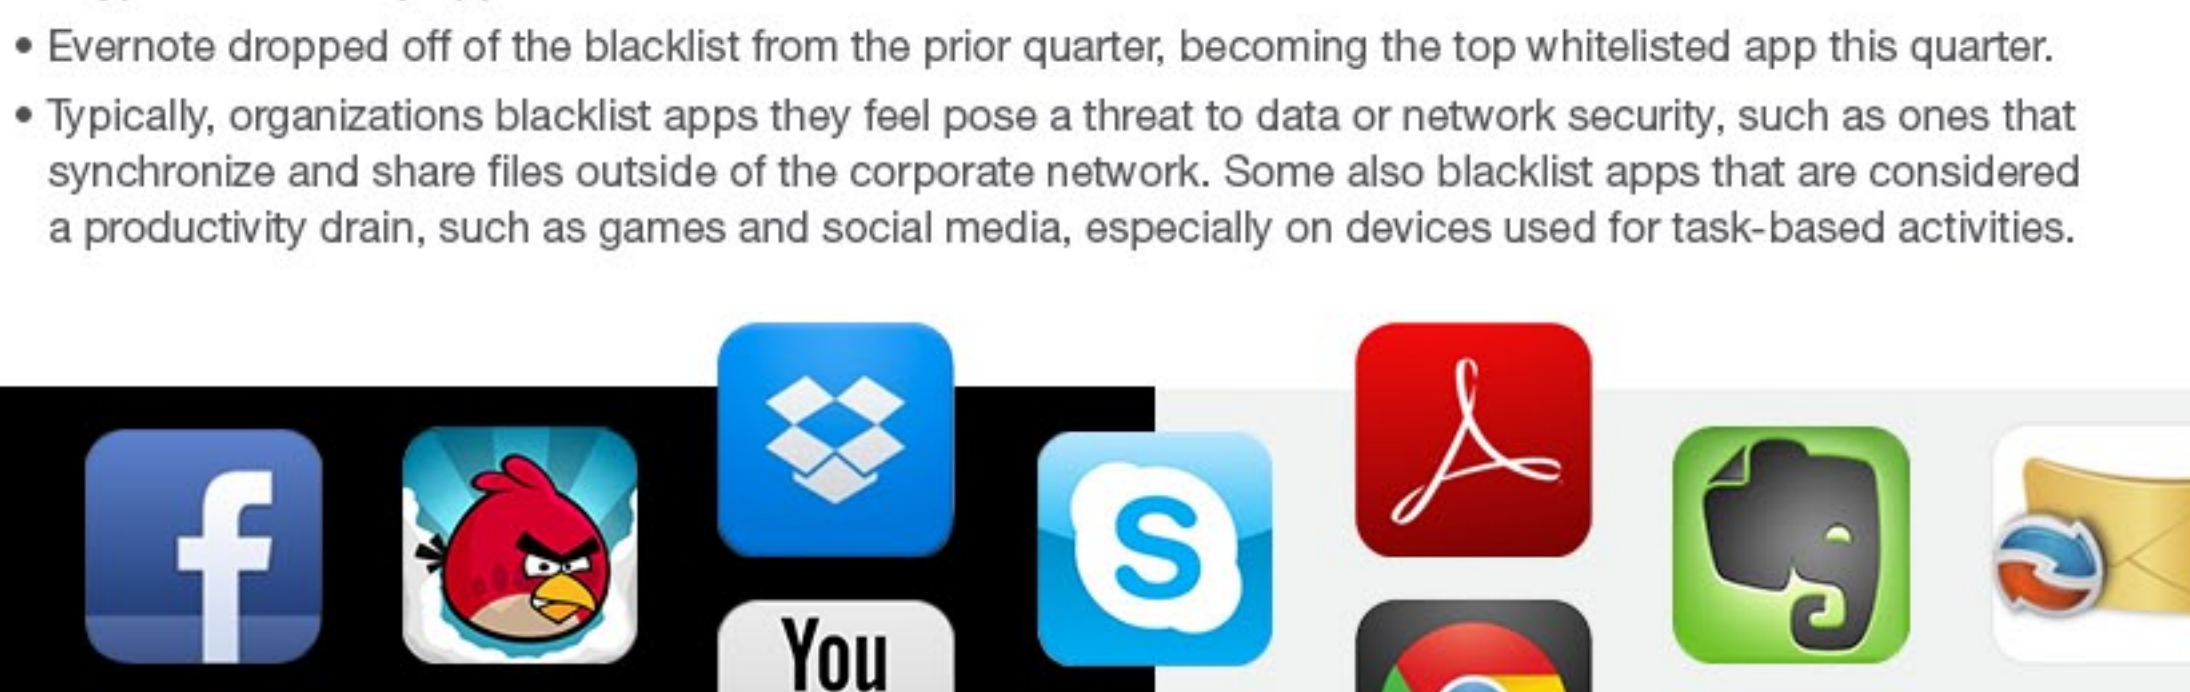 • Evernote dropped off of the blacklist from the prior quarter, becoming the top whitelisted app this quarter.
• Typically, organizations blacklist apps they feel pose a threat to data or network security, such as ones that
synchronize and share files outside of the corporate network. Some also blacklist apps that are considered
a productivity drain, such as games and social media, especially on devices used for task-based activities.
f
S
You